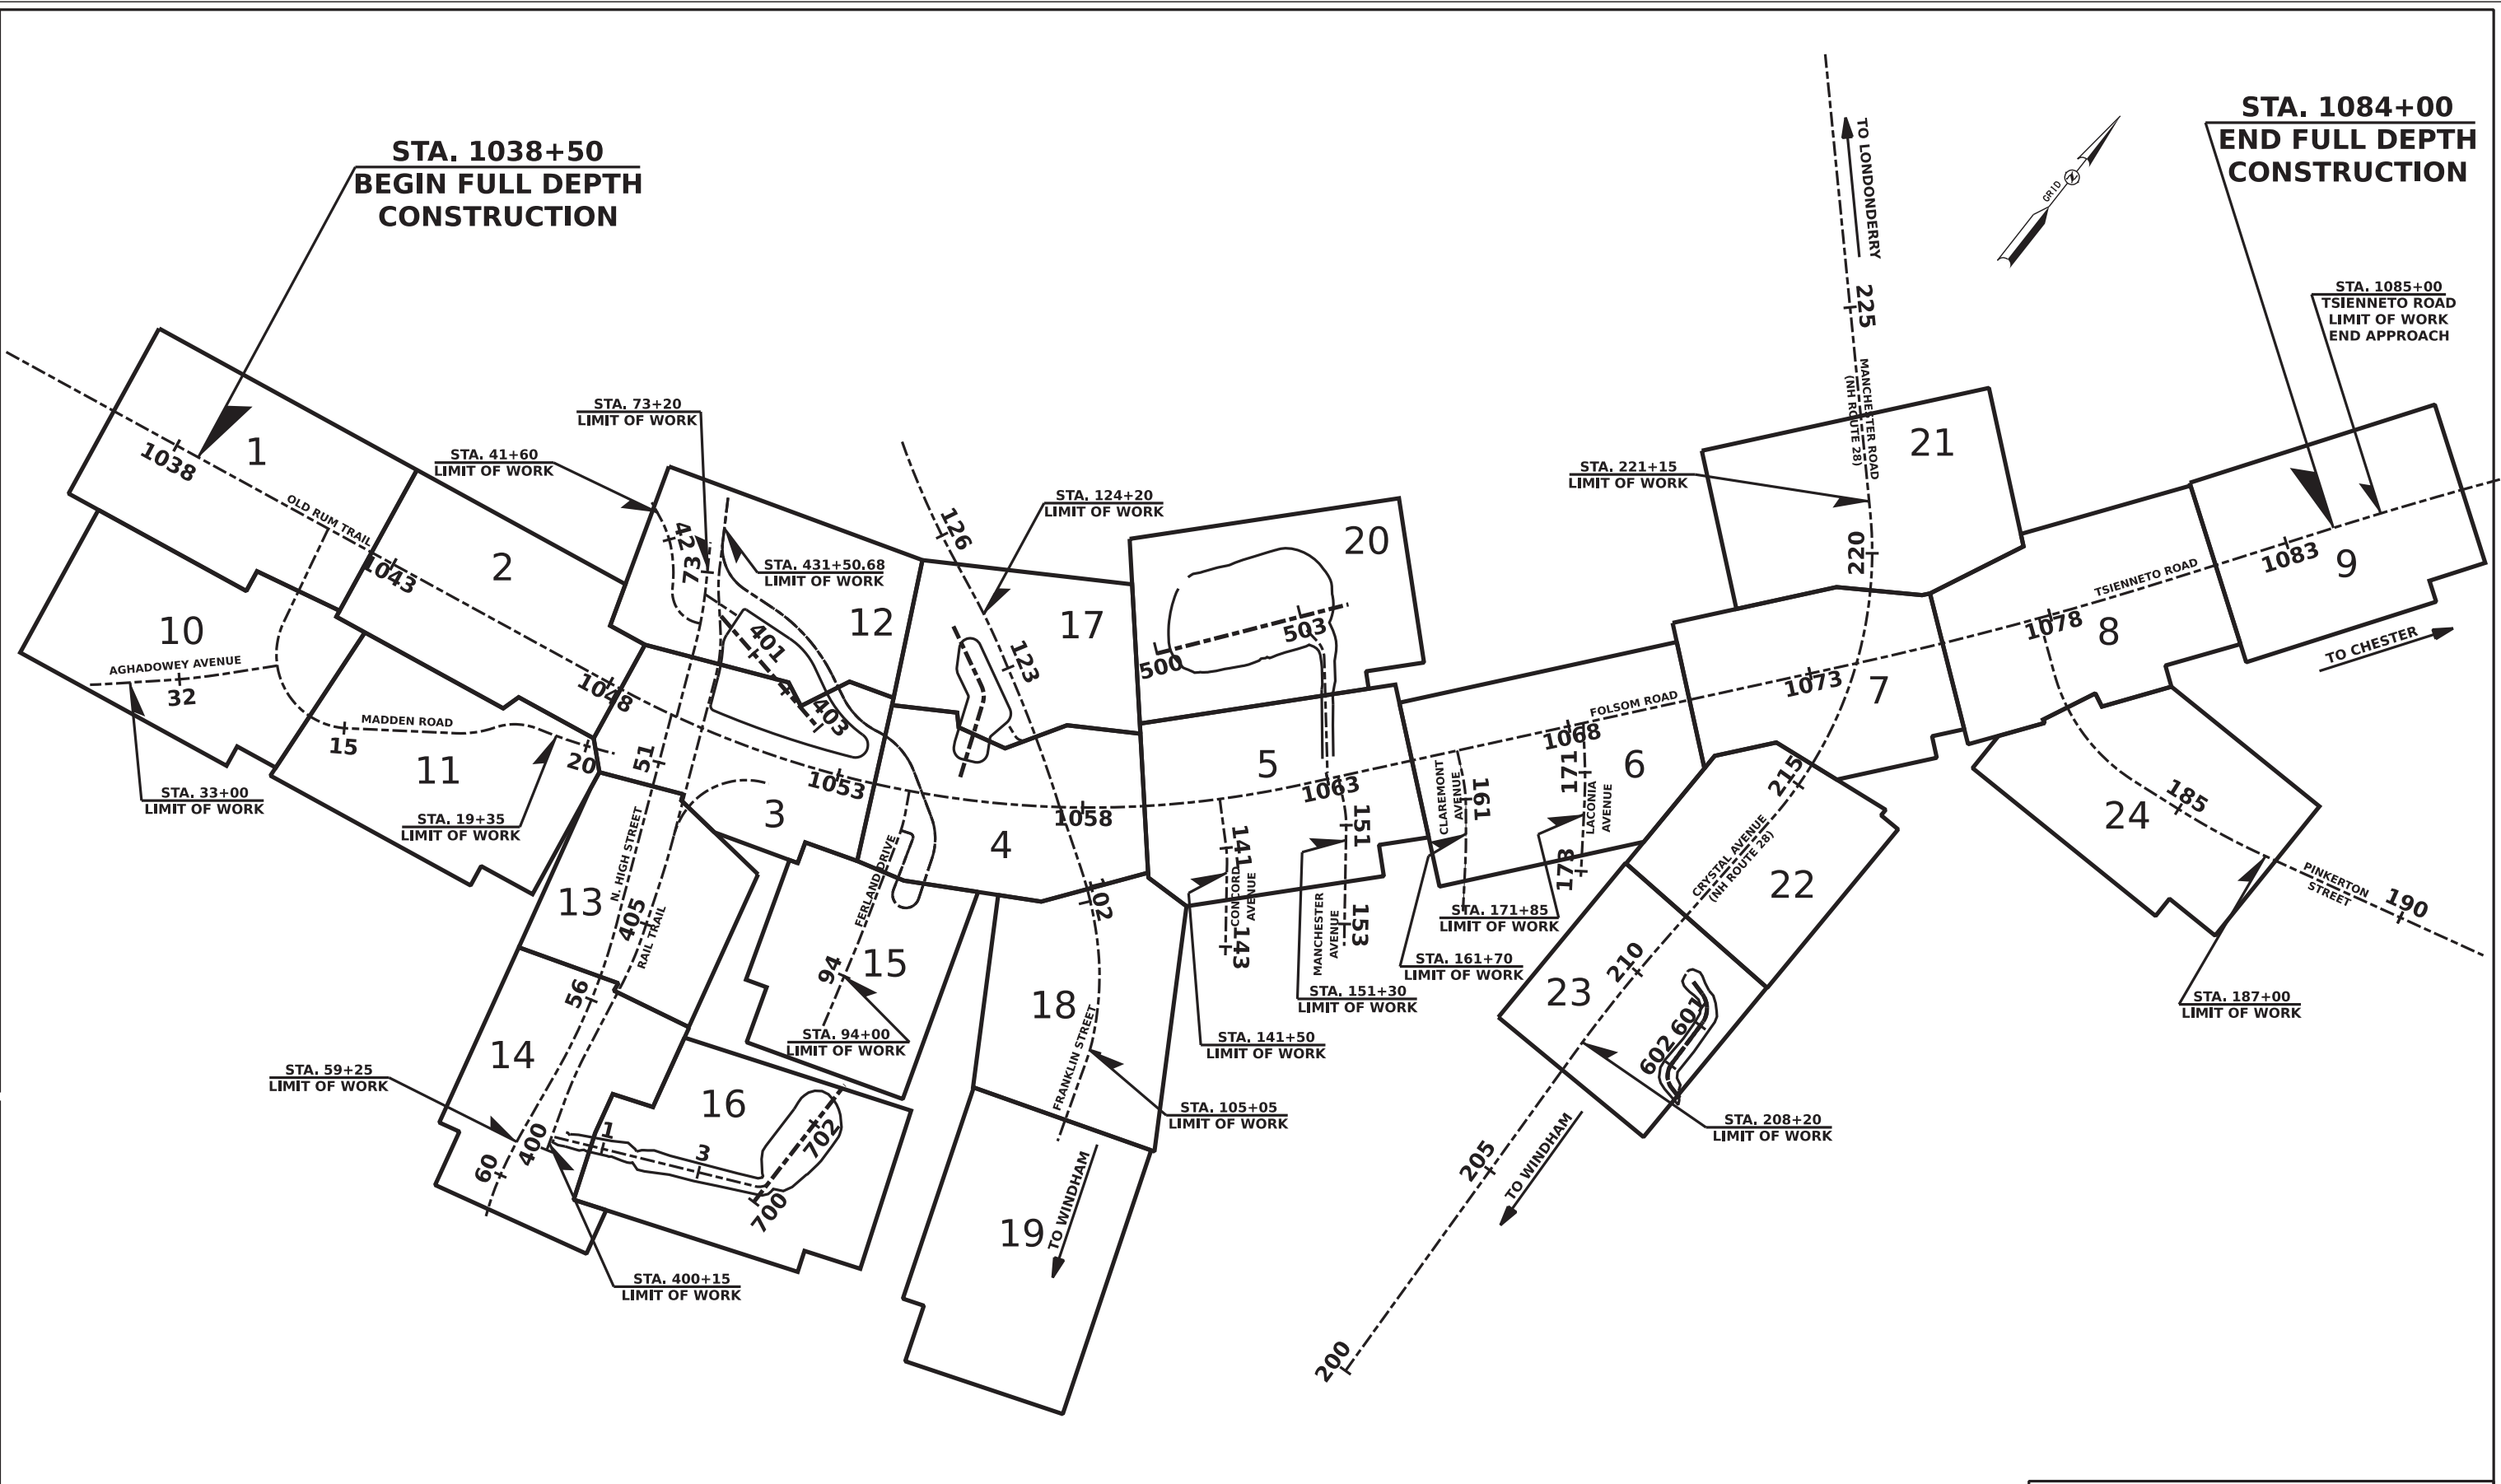 STA. 1038+50
BEGIN FULL DEPTH
CONSTRUCTION
STA. 1084+00
END FULL DEPTH
CONSTRUCTION
GRID
N
TO LONDONDERRY
225
MANCHESTER ROAD
(NH ROUTE 28)
STA. 1085+00
TSIENNETO ROAD
LIMIT OF WORK
END APPROACH
STA. 73+20
LIMIT OF WORK
STA. 41+60
LIMIT OF WORK
STA. 431+50.68
LIMIT OF WORK
STA. 124+20
LIMIT OF WORK
STA. 221+15
LIMIT OF WORK
1
1038
OLD RUM TRAIL
1043
2
1048
10
AGHADOWEY AVENUE
32
STA. 33+00
LIMIT OF WORK
MADDEN ROAD
15
11
20
STA. 19+35
LIMIT OF WORK
42
73
12
401
403
51
3
1053
126
17
123
20
500
503
4
1058
5
1063
FERLAND DRIVE
102
141
CONCORD
AVENUE
143
151
MANCHESTER
AVENUE
153
CLAREMONT
AVENUE
161
FOLSOM ROAD
1068
171
LACONIA
AVENUE
173
6
21
220
1073
7
215
TSIENNETO ROAD
1078
8
1083
9
TO CHESTER
24
185
PINKERTON
STREET
190
STA. 187+00
LIMIT OF WORK
CRYSTAL AVENUE
(NH ROUTE 28)
22
210
23
601
602
STA. 208+20
LIMIT OF WORK
205
TO WINDHAM
200
STA. 171+85
LIMIT OF WORK
STA. 161+70
LIMIT OF WORK
STA. 151+30
LIMIT OF WORK
STA. 141+50
LIMIT OF WORK
13
N. HIGH STREET
405
RAIL TRAIL
56
14
15
94
STA. 94+00
LIMIT OF WORK
18
FRANKLIN STREET
STA. 105+05
LIMIT OF WORK
STA. 59+25
LIMIT OF WORK
16
400
1
3
702
700
60
19
TO WINDHAM
STA. 400+15
LIMIT OF WORK